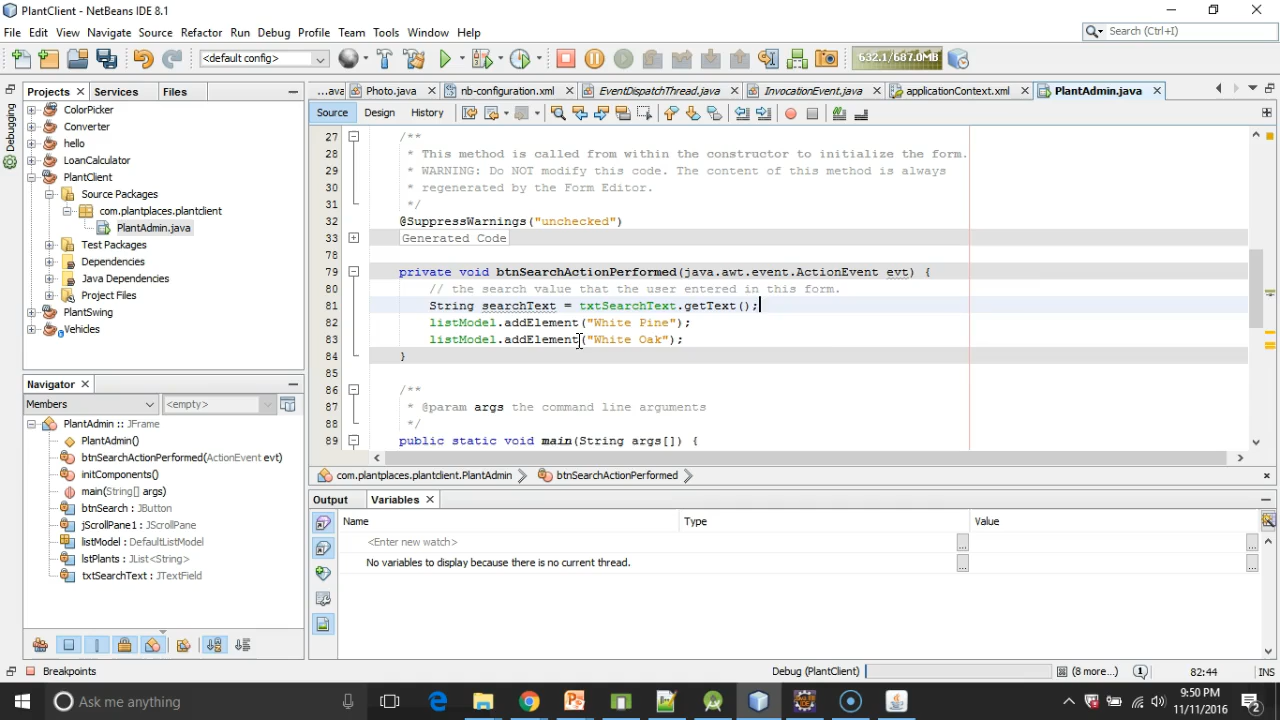 PlantClient - NetBeans IDE 8.1
File Edit View Navigate Source Refactor Run Debug Profile Team Tools Window Help
Search (Ctrl+I)
<default config>
632.1/687.0MB
Projects Services Files
...ava Photo.java nb-configuration.xml EventDispatchThread.java InvocationEvent.java applicationContext.xml PlantAdmin.java
Debugging
Source Design History
ColorPicker
Converter
hello
LoanCalculator
PlantClient
Source Packages
com.plantplaces.plantclient
PlantAdmin.java
Test Packages
Dependencies
Java Dependencies
Project Files
PlantSwing
Vehicles
27 /**
28 * This method is called from within the constructor to initialize the form.
29 * WARNING: Do NOT modify this code. The content of this method is always
30 * regenerated by the Form Editor.
31 */
32 @SuppressWarnings("unchecked")
33 Generated Code
78
79 private void btnSearchActionPerformed(java.awt.event.ActionEvent evt) {
80 // the search value that the user entered in this form.
81 String searchText = txtSearchText.getText();
82 listModel.addElement("White Pine");
83 listModel.addElement("White Oak");
84 }
85
86 /**
87 * @param args the command line arguments
88 */
89 public static void main(String args[]) {
com.plantplaces.plantclient.PlantAdmin btnSearchActionPerformed
Navigator
Members <empty>
PlantAdmin :: JFrame
PlantAdmin()
btnSearchActionPerformed(ActionEvent evt)
initComponents()
main(String[] args)
btnSearch : JButton
jScrollPane1 : JScrollPane
listModel : DefaultListModel
lstPlants : JList<String>
txtSearchText : JTextField
Output Variables
Name Type Value
<Enter new watch>
No variables to display because there is no current thread.
Breakpoints
Debug (PlantClient) (8 more...) 1 82:44 INS
Ask me anything
9:50 PM
11/11/2016
2